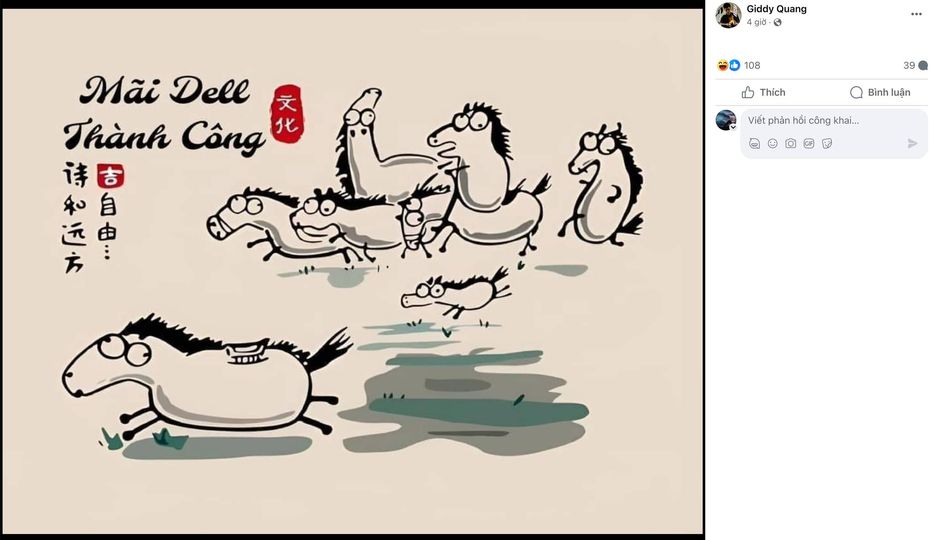 Mãi Dell
Thành Công
文化
诗和远方
吉
自由...
Giddy Quang
4 giờ ·
108
39
Thích
Bình luận
Viết phản hồi công khai...
GIF